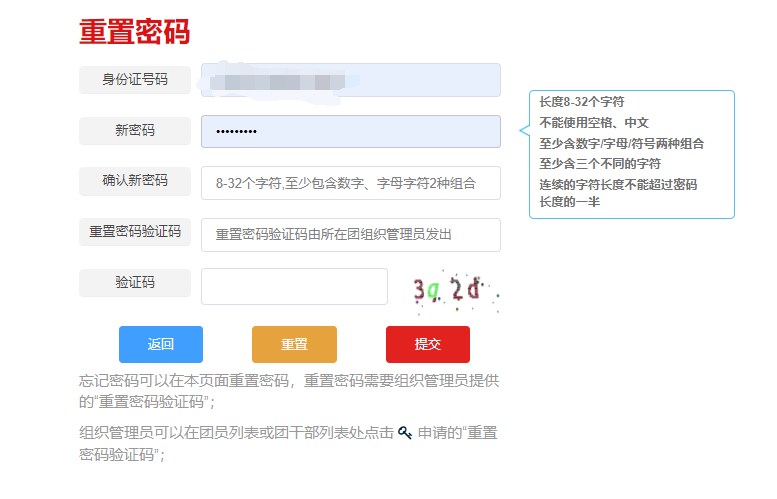 重置密码
身份证号码
新密码
•••••••••
长度8-32个字符
不能使用空格、中文
至少含数字/字母/符号两种组合
至少含三个不同的字符
连续的字符长度不能超过密码
长度的一半
确认新密码
8-32个字符,至少包含数字、字母字符2种组合
重置密码验证码
重置密码验证码由所在团组织管理员发出
验证码
3q2d
返回
重置
提交
忘记密码可以在本页面重置密码，重置密码需要组织管理员提供
的“重置密码验证码”；
组织管理员可以在团员列表或团干部列表处点击 申请的“重置
密码验证码”；